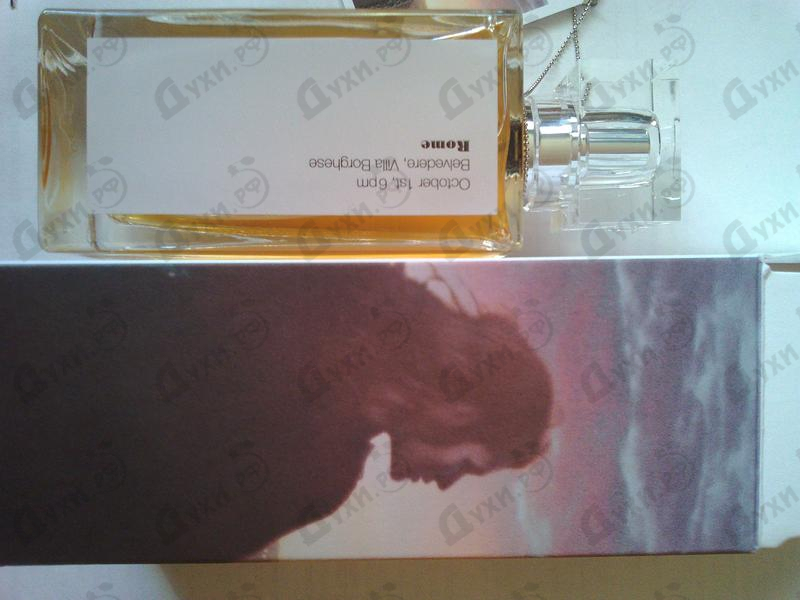 October 1st, 6pm
Belvedere, Villa Borghese
Rome
Духи.рф